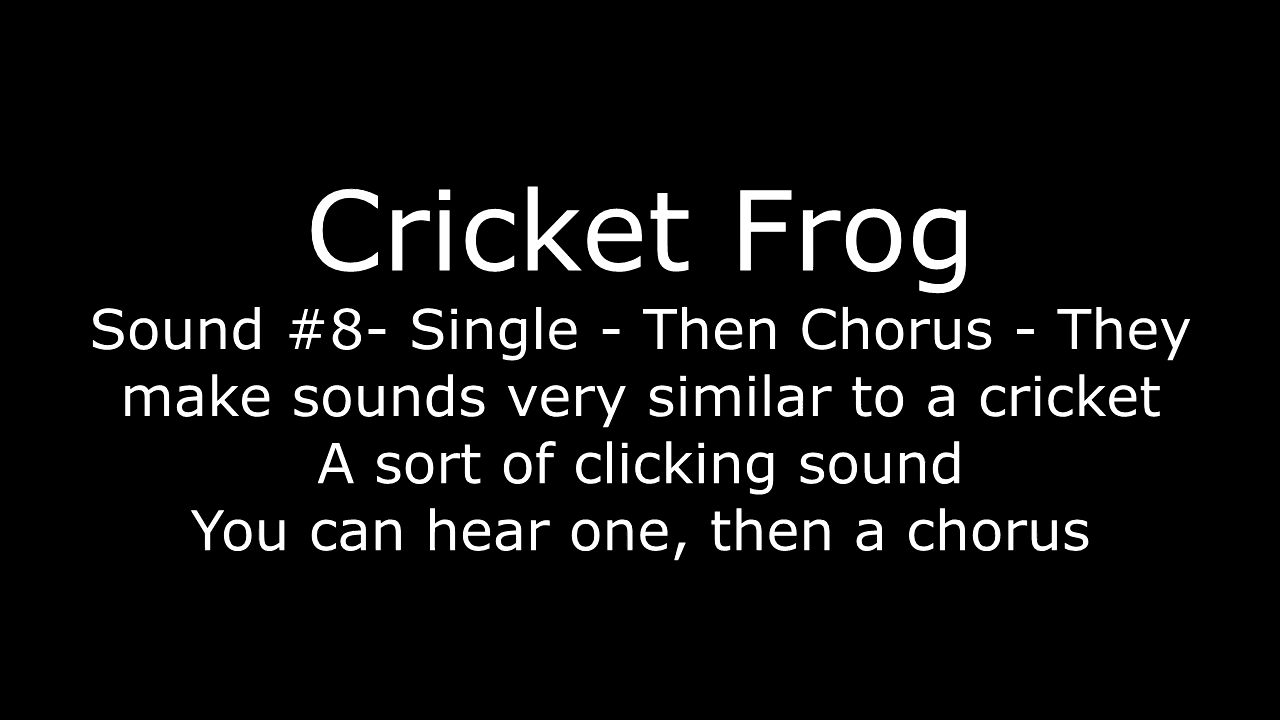 Cricket Frog
Sound #8- Single - Then Chorus - They
make sounds very similar to a cricket
A sort of clicking sound
You can hear one, then a chorus